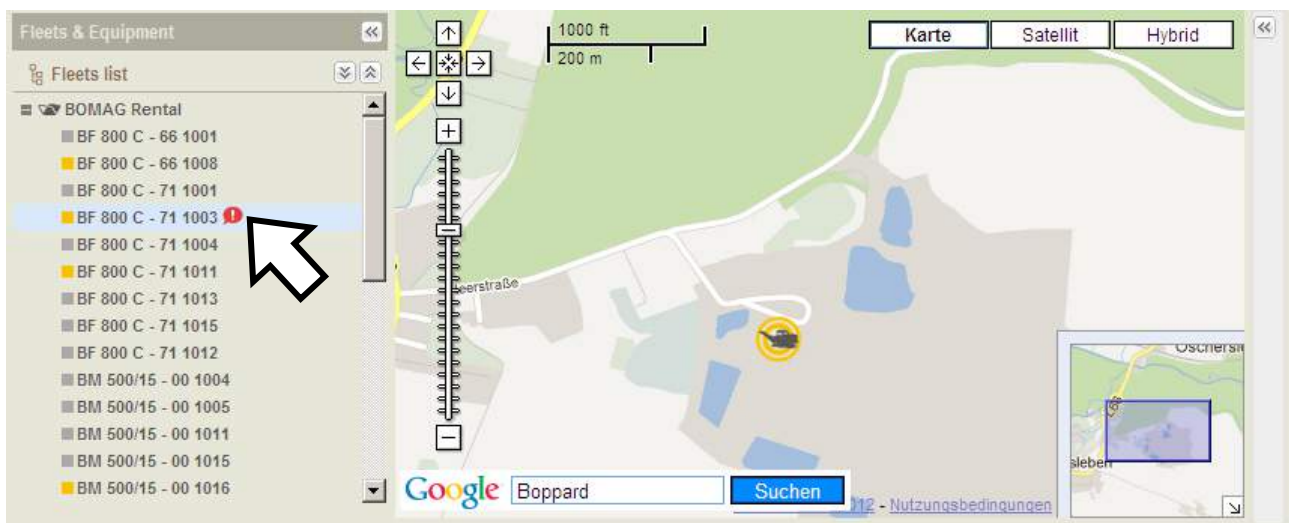 Fleets & Equipment
Fleets list
BOMAG Rental
BF 800 C - 66 1001
BF 800 C - 66 1008
BF 800 C - 71 1001
BF 800 C - 71 1003
BF 800 C - 71 1004
BF 800 C - 71 1011
BF 800 C - 71 1013
BF 800 C - 71 1015
BF 800 C - 71 1012
BM 500/15 - 00 1004
BM 500/15 - 00 1005
BM 500/15 - 00 1011
BM 500/15 - 00 1015
BM 500/15 - 00 1016
1000 ft
200 m
Karte Satellit Hybrid
eerstraße
Oschersl
L66
sleben
Google Boppard Suchen
012 - Nutzungsbedingungen